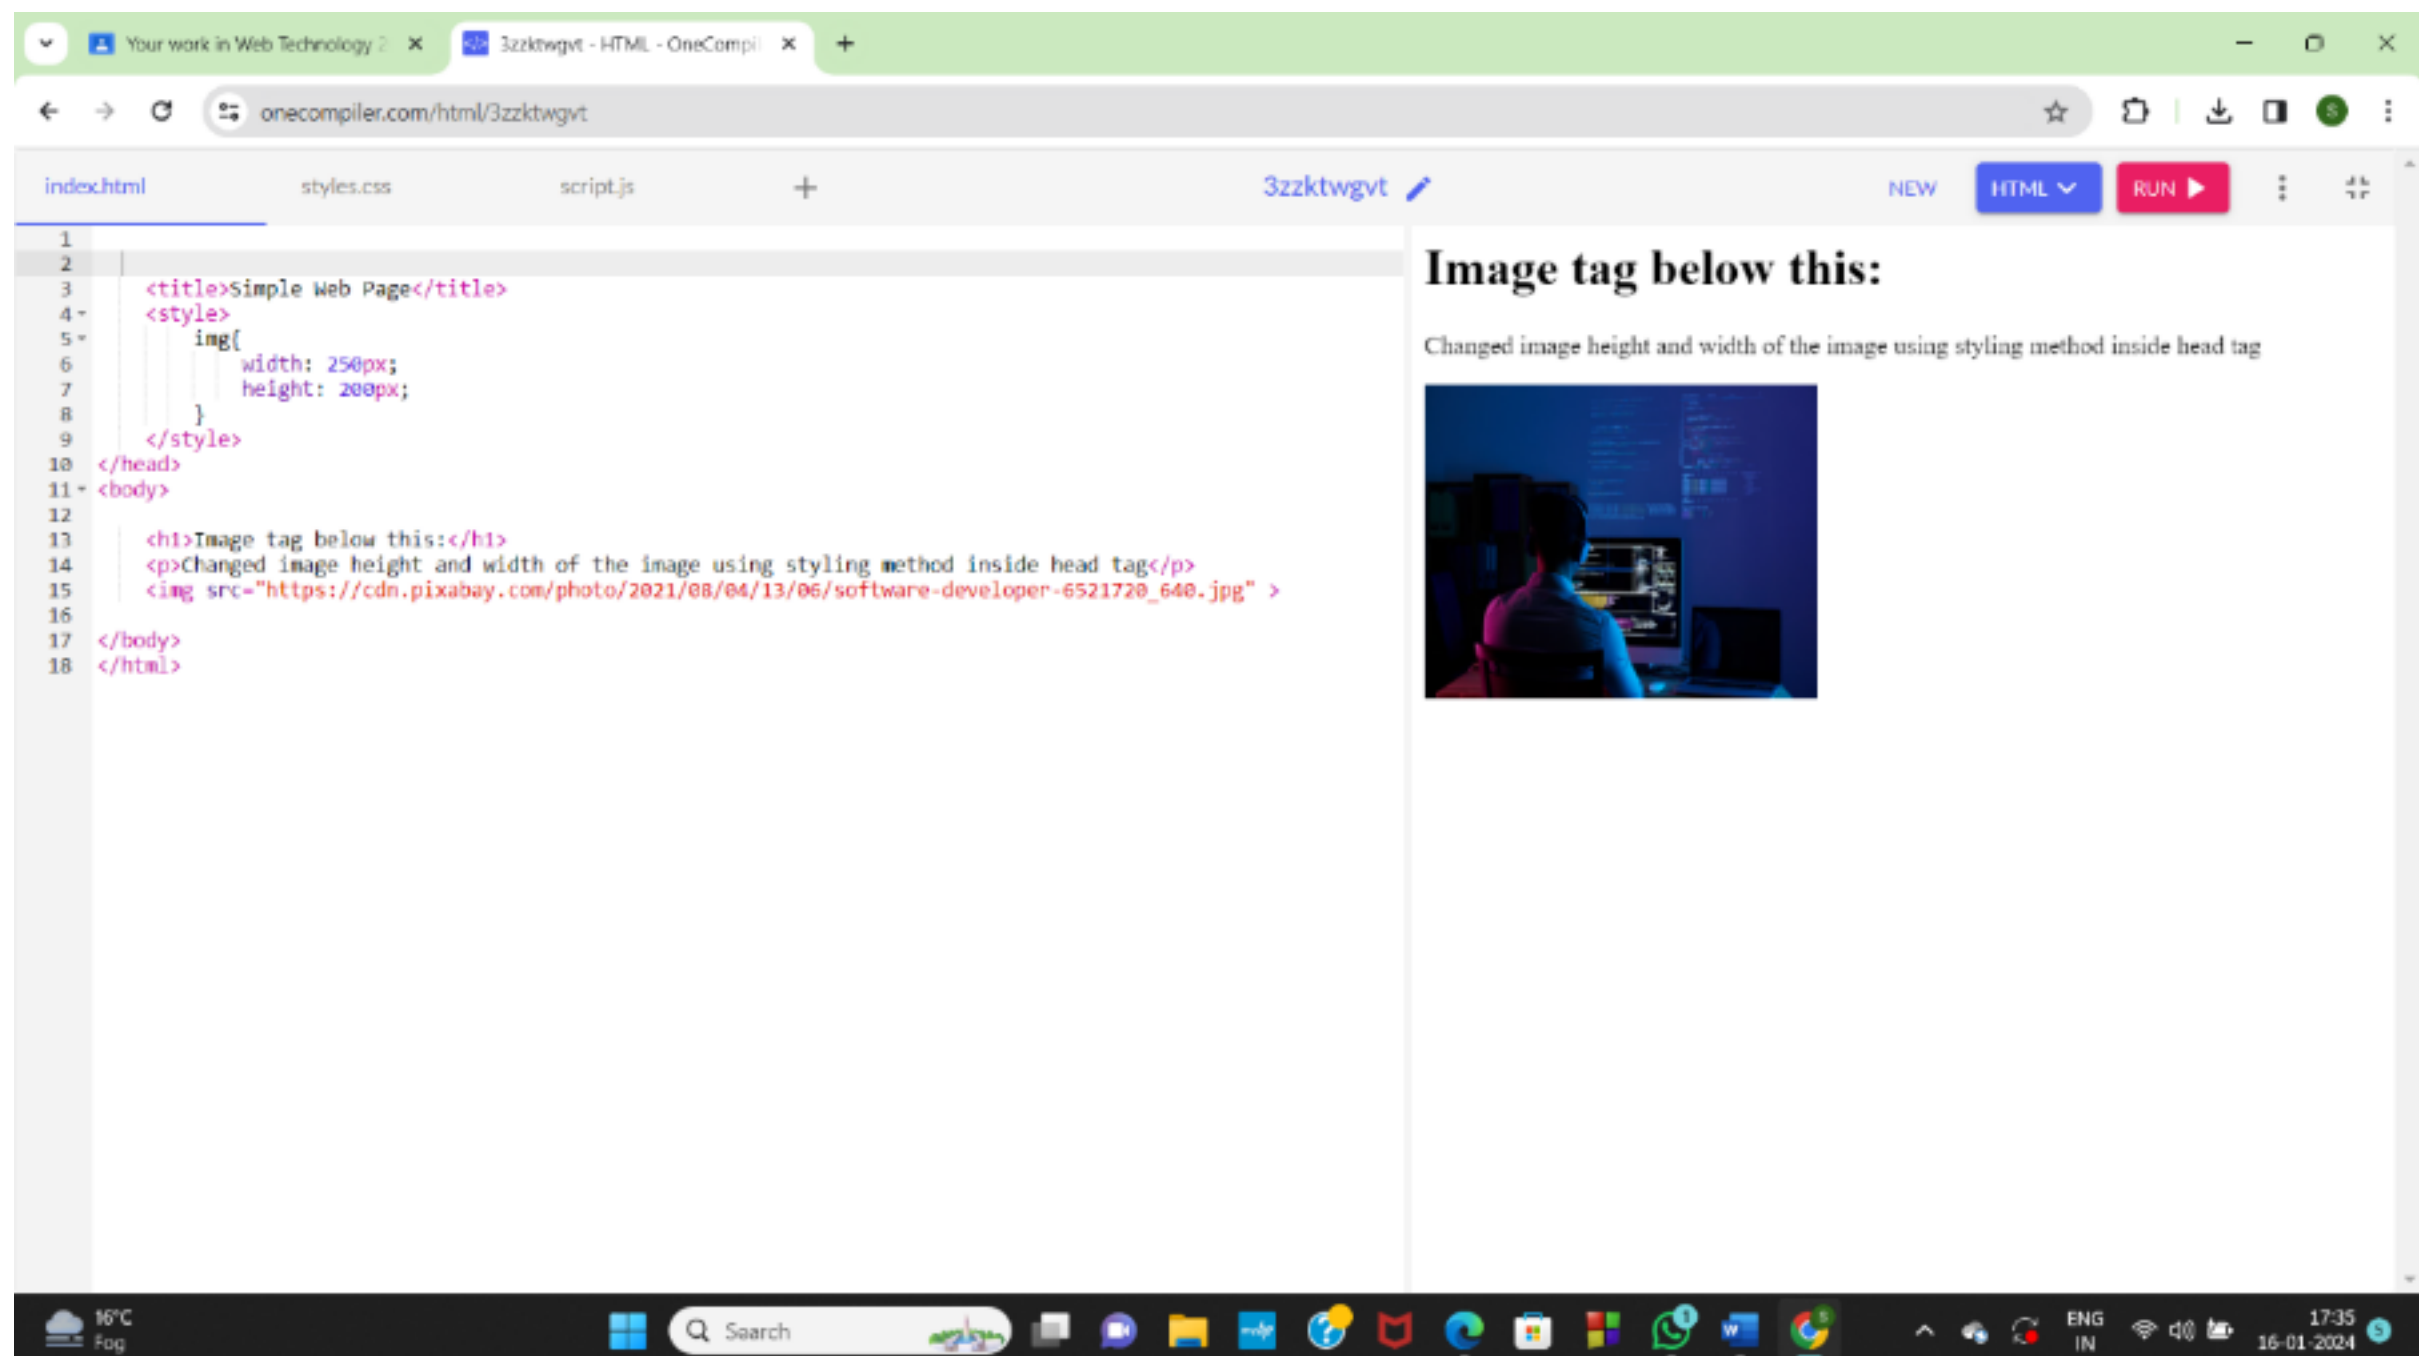 Your work in Web Technology 2
3zzktwgvt - HTML - OneCompil
onecompiler.com/html/3zzktwgvt
S
index.html
styles.css
script.js
3zzktwgvt
NEW
HTML
RUN
1
2
3 <title>Simple Web Page</title>
4 <style>
5 img{
6 width: 250px;
7 height: 200px;
8 }
9 </style>
10 </head>
11 <body>
12
13 <h1>Image tag below this:</h1>
14 <p>Changed image height and width of the image using styling method inside head tag</p>
15 <img src="https://cdn.pixabay.com/photo/2021/08/04/13/06/software-developer-6521720_640.jpg" >
16
17 </body>
18 </html>
Image tag below this:
Changed image height and width of the image using styling method inside head tag
16°C
Fog
Search
1
W
S
ENG
IN
17:35
16-01-2024
5